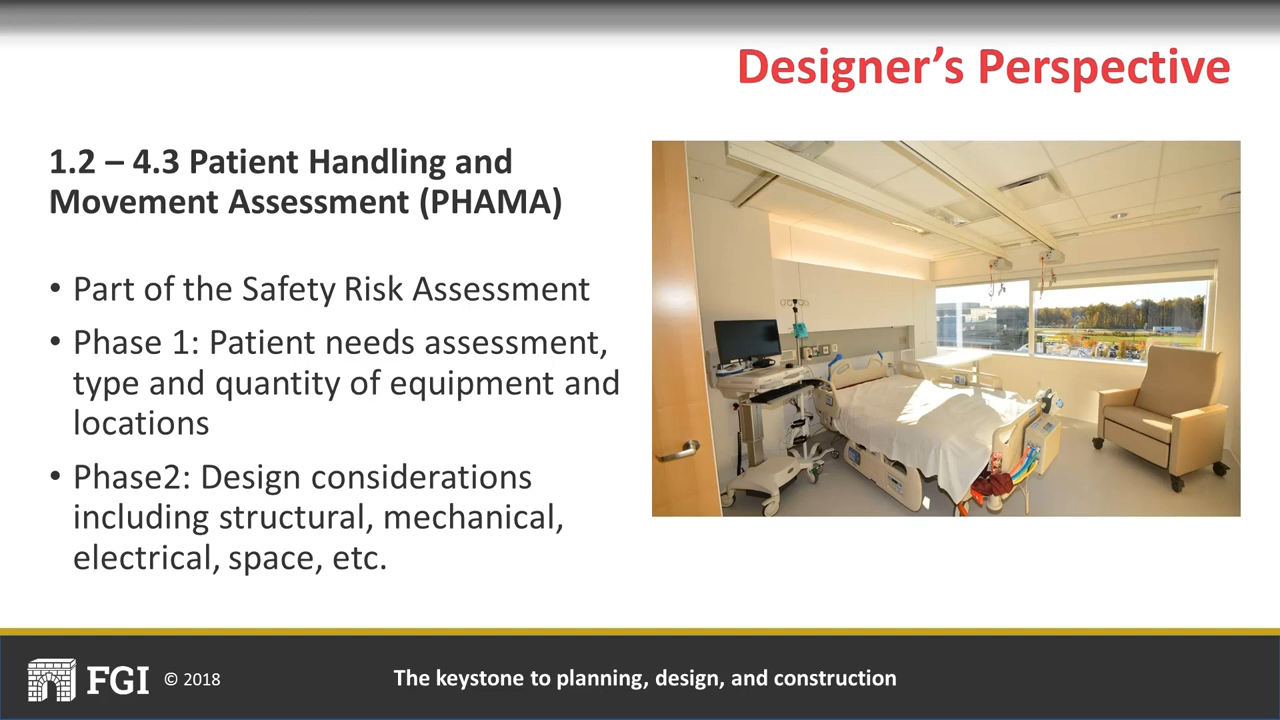 Designer’s Perspective
1.2 – 4.3 Patient Handling and
Movement Assessment (PHAMA)
• Part of the Safety Risk Assessment
• Phase 1: Patient needs assessment,
type and quantity of equipment and
locations
• Phase2: Design considerations
including structural, mechanical,
electrical, space, etc.
FGI © 2018
The keystone to planning, design, and construction